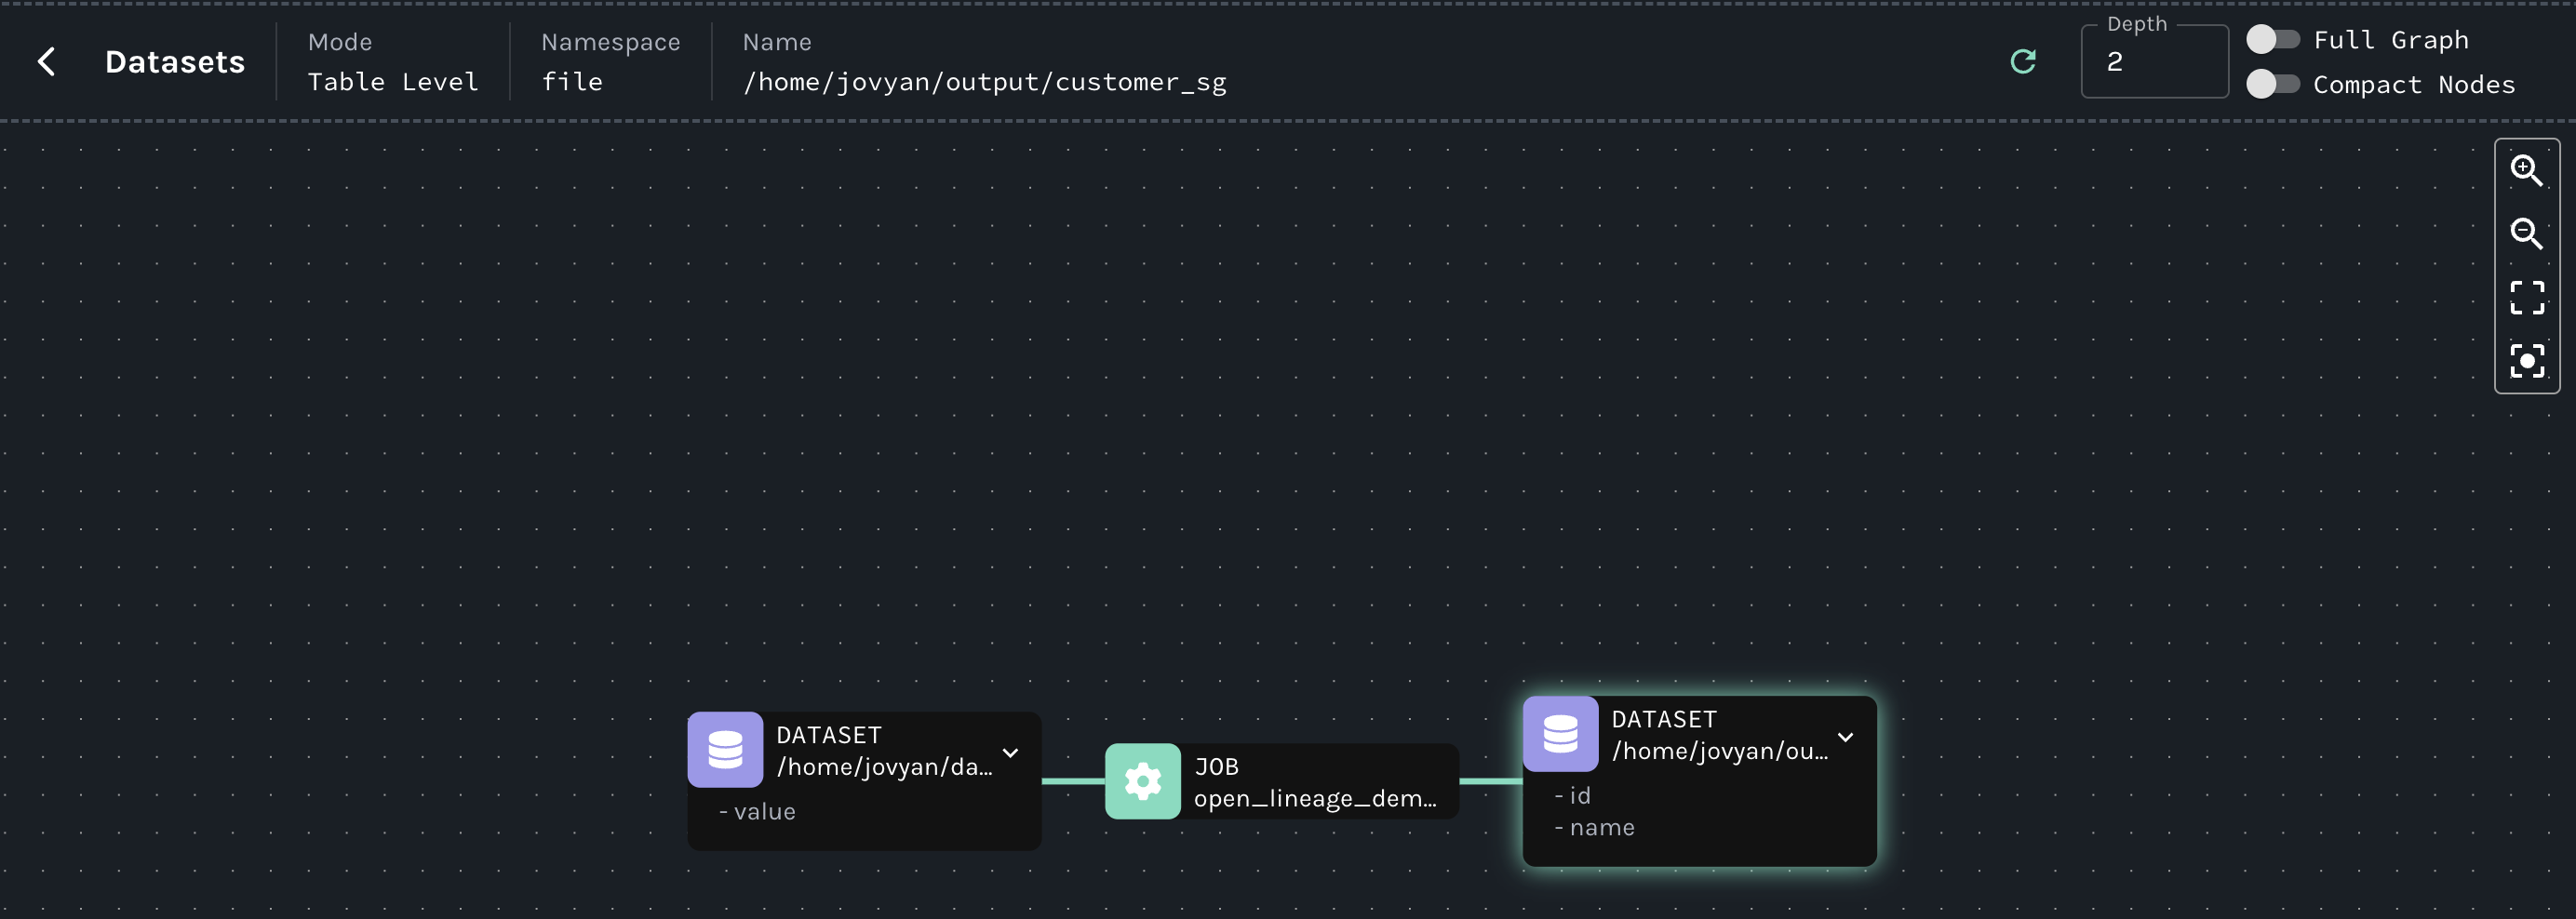 Datasets
Mode
Table Level
Namespace
file
Name
/home/jovyan/output/customer_sg
Depth
2
Full Graph
Compact Nodes
DATASET
/home/jovyan/da...
- value
JOB
open_lineage_dem...
DATASET
/home/jovyan/ou...
- id
- name